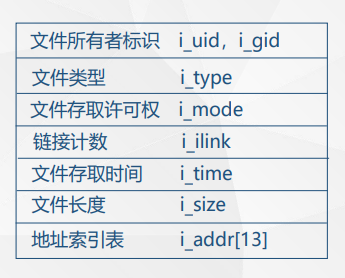 文件所有者标识 i_uid，i_gid
文件类型 i_type
文件存取许可权 i_mode
链接计数 i_ilink
文件存取时间 i_time
文件长度 i_size
地址索引表 i_addr[13]